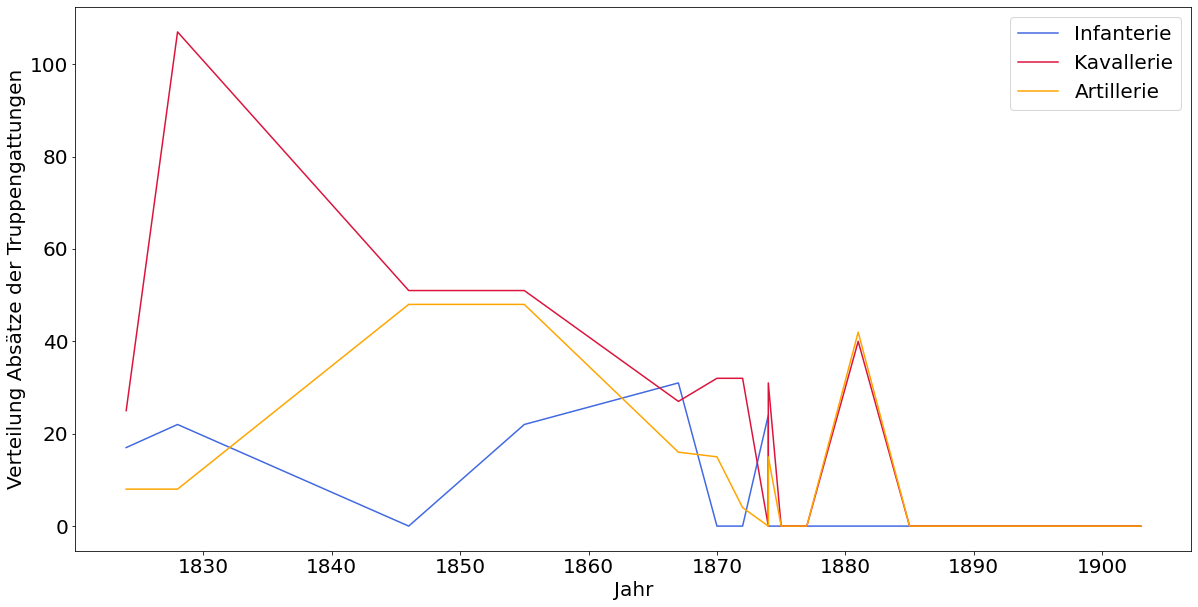 Verteilung Absätze der Truppengattungen
100
80
60
40
20
0
Infanterie
Kavallerie
Artillerie
1830 1840 1850 1860 1870 1880 1890 1900
Jahr